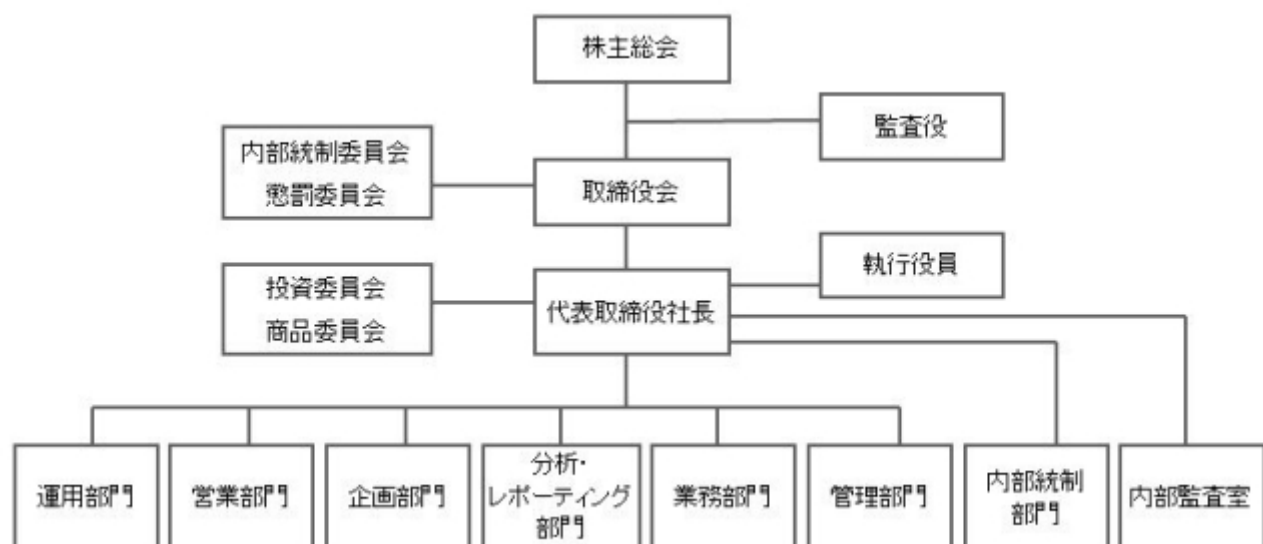 株主総会
監査役
内部統制委員会
懲罰委員会
取締役会
執行役員
投資委員会
商品委員会
代表取締役社長
運用部門
営業部門
企画部門
分析・
レポーティング
部門
業務部門
管理部門
内部統制
部門
内部監査室